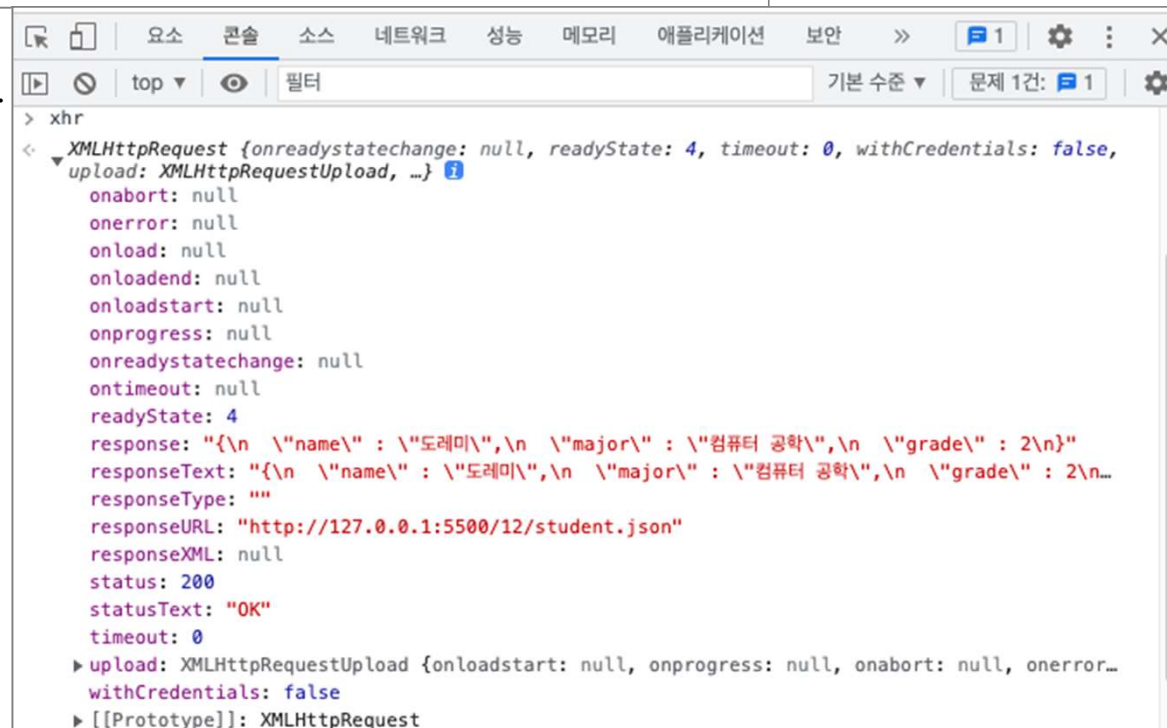 요소 콘솔 소스 네트워크 성능 메모리 애플리케이션 보안 » 1
top ▼ 필터 기본 수준 ▼ 문제 1건: 1
> xhr
XMLHttpRequest {onreadystatechange: null, readyState: 4, timeout: 0, withCredentials: false,
upload: XMLHttpRequestUpload, …}
onabort: null
onerror: null
onload: null
onloadend: null
onloadstart: null
onprogress: null
onreadystatechange: null
ontimeout: null
readyState: 4
response: "{\n  \"name\" : \"도레미\",\n  \"major\" : \"컴퓨터 공학\",\n  \"grade\" : 2\n}"
responseText: "{\n  \"name\" : \"도레미\",\n  \"major\" : \"컴퓨터 공학\",\n  \"grade\" : 2\n…
responseType: ""
responseURL: "http://127.0.0.1:5500/12/student.json"
responseXML: null
status: 200
statusText: "OK"
timeout: 0
▶ upload: XMLHttpRequestUpload {onloadstart: null, onprogress: null, onabort: null, onerror…
withCredentials: false
▶ [[Prototype]]: XMLHttpRequest